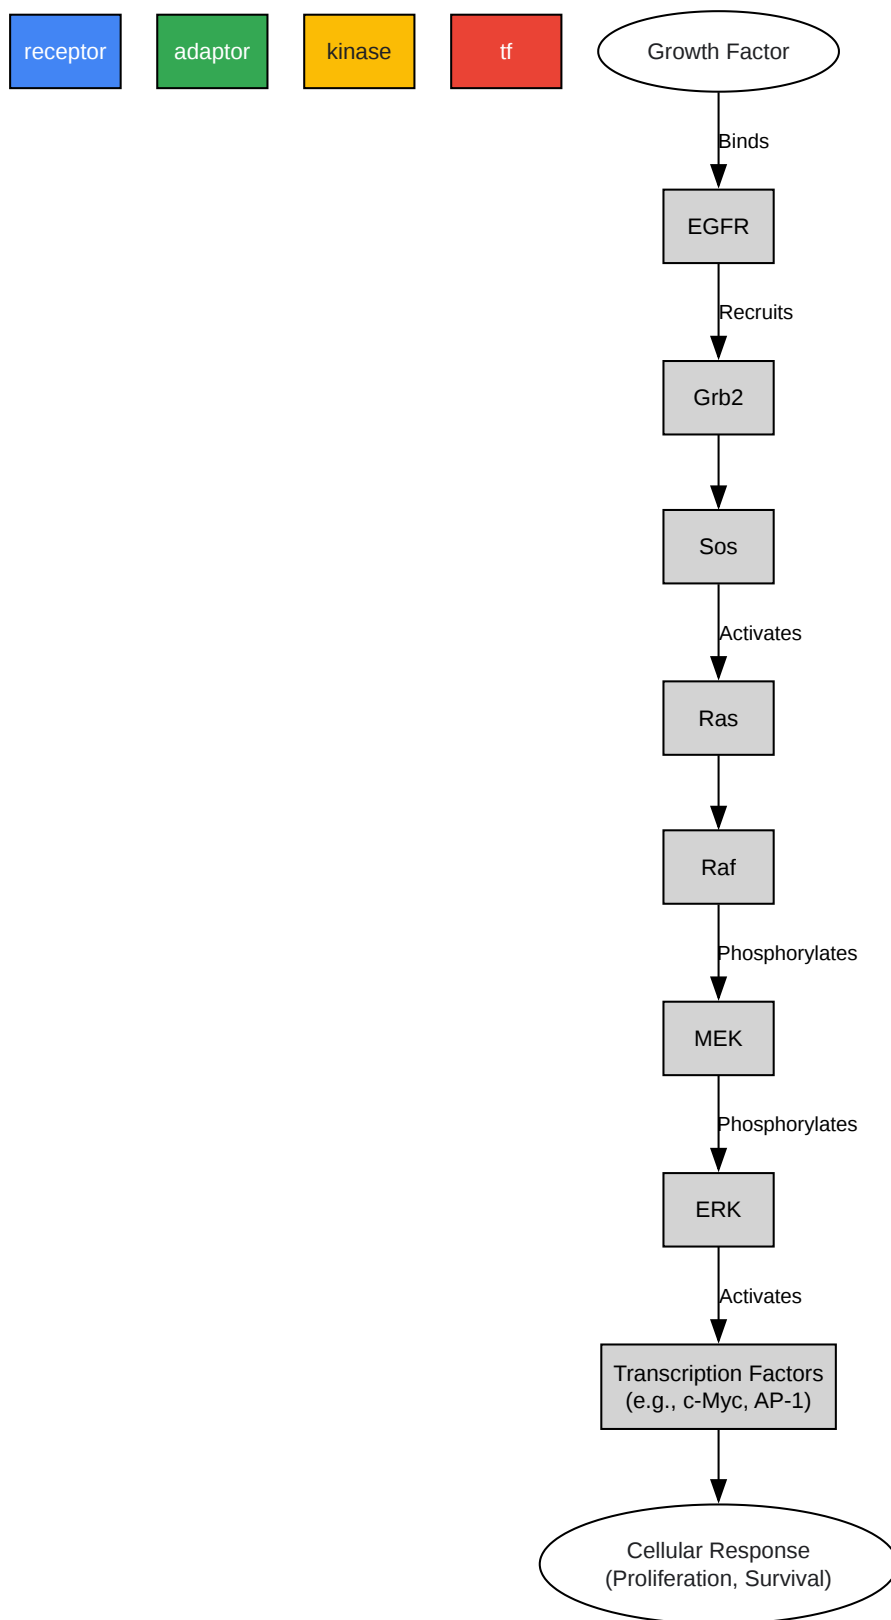 receptor
adaptor
kinase
tf
Growth Factor
Binds
EGFR
Recruits
Grb2
Sos
Activates
Ras
Raf
Phosphorylates
MEK
Phosphorylates
ERK
Activates
Transcription Factors
(e.g., c-Myc, AP-1)
Cellular Response
(Proliferation, Survival)